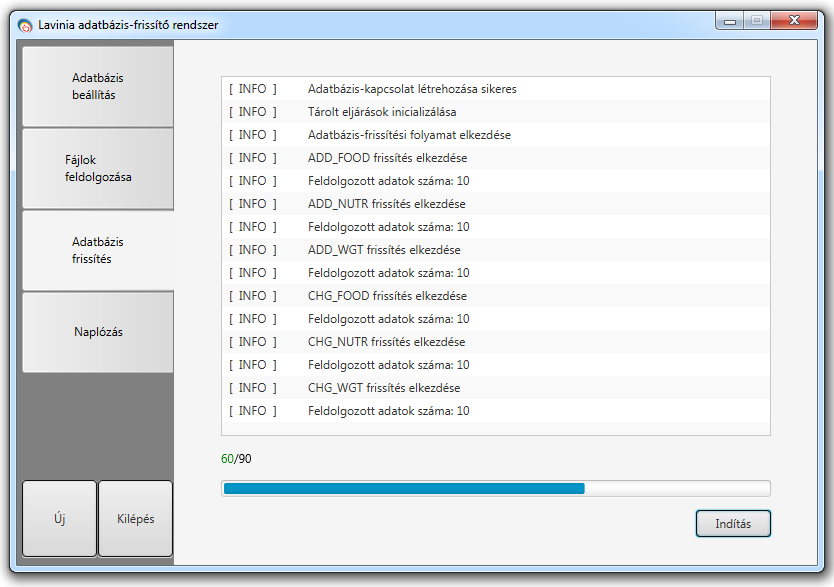 Lavinia adatbázis-frissítő rendszer
Adatbázis
beállítás
Fájlok
feldolgozása
Adatbázis
frissítés
Naplózás
Új
Kilépés
[ INFO ] Adatbázis-kapcsolat létrehozása sikeres
[ INFO ] Tárolt eljárások inicializálása
[ INFO ] Adatbázis-frissítési folyamat elkezdése
[ INFO ] ADD_FOOD frissítés elkezdése
[ INFO ] Feldolgozott adatok száma: 10
[ INFO ] ADD_NUTR frissítés elkezdése
[ INFO ] Feldolgozott adatok száma: 10
[ INFO ] ADD_WGT frissítés elkezdése
[ INFO ] Feldolgozott adatok száma: 10
[ INFO ] CHG_FOOD frissítés elkezdése
[ INFO ] Feldolgozott adatok száma: 10
[ INFO ] CHG_NUTR frissítés elkezdése
[ INFO ] Feldolgozott adatok száma: 10
[ INFO ] CHG_WGT frissítés elkezdése
[ INFO ] Feldolgozott adatok száma: 10
60/90
Indítás